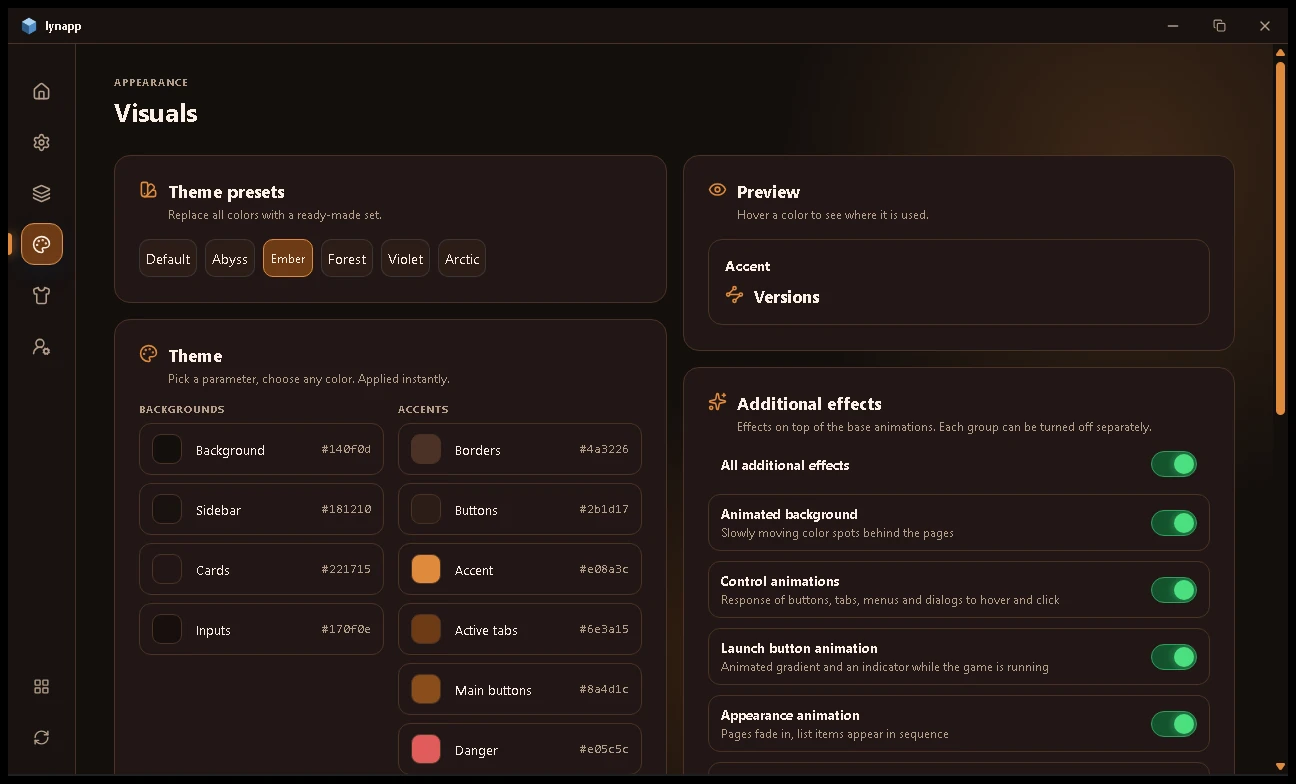 lynapp
APPEARANCE
Visuals
Theme presets
Replace all colors with a ready-made set.
Default
Abyss
Ember
Forest
Violet
Arctic
Theme
Pick a parameter, choose any color. Applied instantly.
BACKGROUNDS
Background #140f0d
Sidebar #181210
Cards #221715
Inputs #170f0e
ACCENTS
Borders #4a3226
Buttons #2b1d17
Accent #e08a3c
Active tabs #6e3a15
Main buttons #8a4d1c
Danger #e05c5c
Preview
Hover a color to see where it is used.
Accent
Versions
Additional effects
Effects on top of the base animations. Each group can be turned off separately.
All additional effects
Animated background
Slowly moving color spots behind the pages
Control animations
Response of buttons, tabs, menus and dialogs to hover and click
Launch button animation
Animated gradient and an indicator while the game is running
Appearance animation
Pages fade in, list items appear in sequence